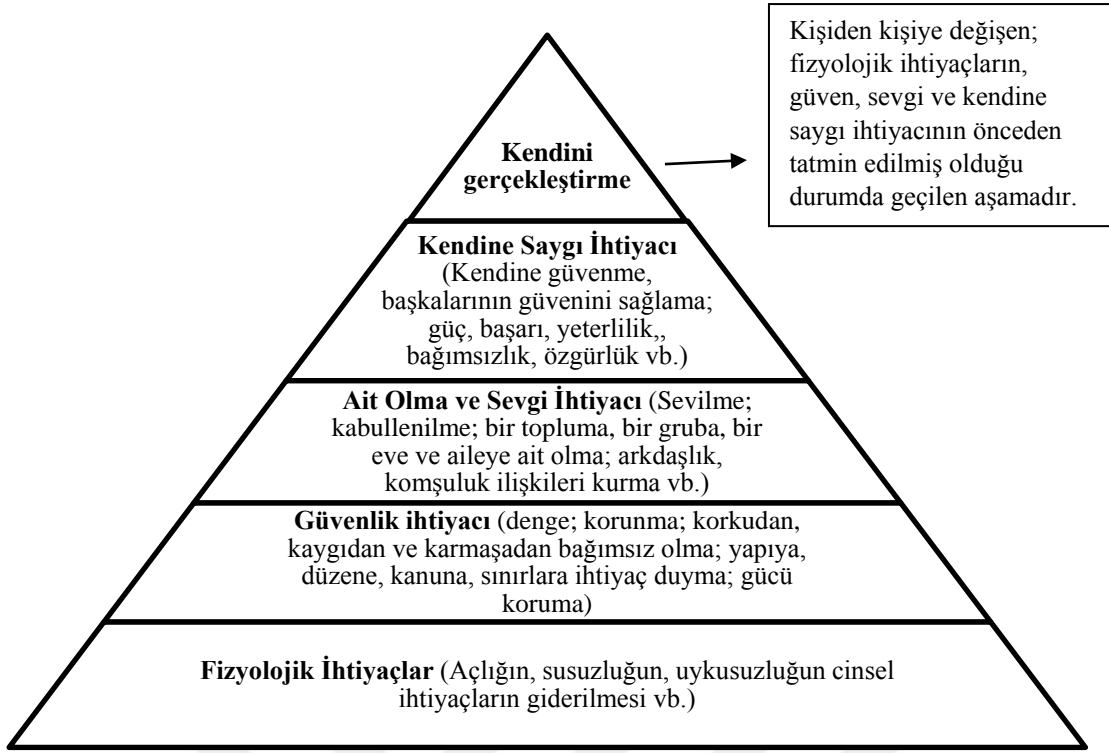 Kişiden kişiye değişen;
fizyolojik ihtiyaçların,
güven, sevgi ve kendine
saygı ihtiyacının önceden
tatmin edilmiş olduğu
durumda geçilen aşamadır.
Kendini
gerçekleştirme
Kendine Saygı İhtiyacı
(Kendine güvenme,
başkalarının güvenini sağlama;
güç, başarı, yeterlilik,,
bağımsızlık, özgürlük vb.)
Ait Olma ve Sevgi İhtiyacı (Sevilme;
kabullenilme; bir topluma, bir gruba, bir
eve ve aileye ait olma; arkdaşlık,
komşuluk ilişkileri kurma vb.)
Güvenlik ihtiyacı (denge; korunma; korkudan,
kaygıdan ve karmaşadan bağımsız olma; yapıya,
düzene, kanuna, sınırlara ihtiyaç duyma; gücü
koruma)
Fizyolojik İhtiyaçlar (Açlığın, susuzluğun, uykusuzluğun cinsel
ihtiyaçların giderilmesi vb.)